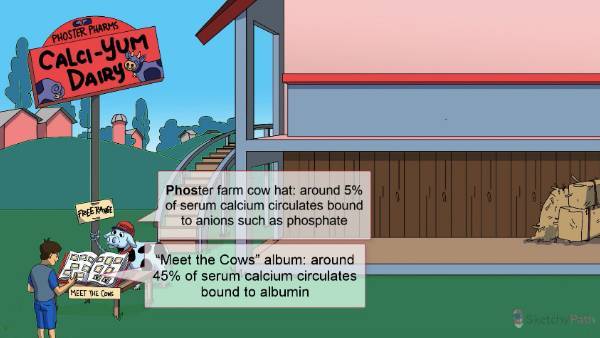 PHOSTER PHARMS
CALCI-YUM
DAIRY
FREE RANGE
Phoster farm cow hat: around 5%
of serum calcium circulates bound
to anions such as phosphate
"Meet the Cows" album: around
45% of serum calcium circulates
bound to albumin
MEET THE COWS
SketchyPath